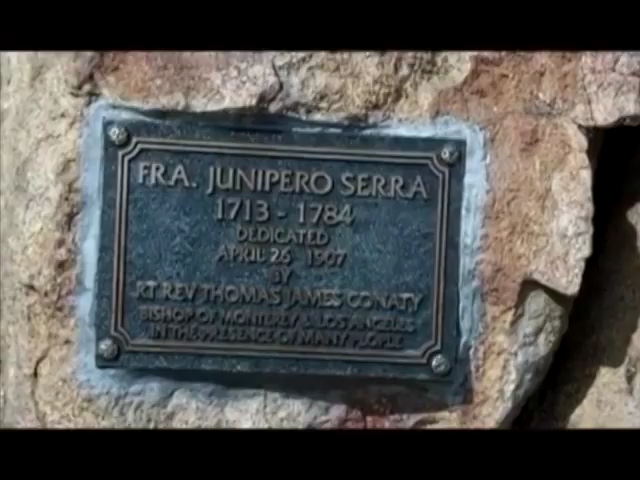 FRA. JUNIPERO SERRA
1713 - 1784
DEDICATED
APRIL 26 1907
BY
RT REV THOMAS JAMES CONATY
BISHOP OF MONTEREY & LOS ANGELES
IN THE PRESENCE OF MANY PEOPLE